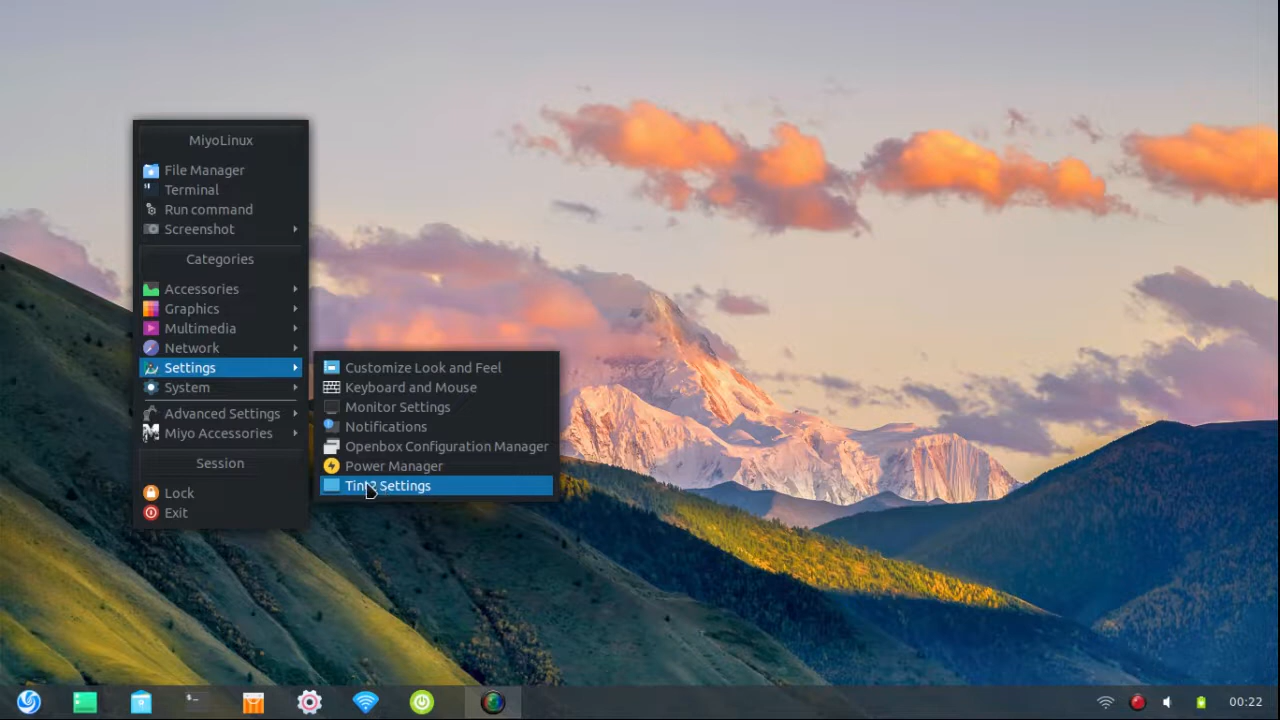 MiyoLinux
File Manager
Terminal
Run command
Screenshot
Categories
Accessories
Graphics
Multimedia
Network
Settings
System
Advanced Settings
Miyo Accessories
Session
Lock
Exit
Customize Look and Feel
Keyboard and Mouse
Monitor Settings
Notifications
Openbox Configuration Manager
Power Manager
Tint2 Settings
00:22